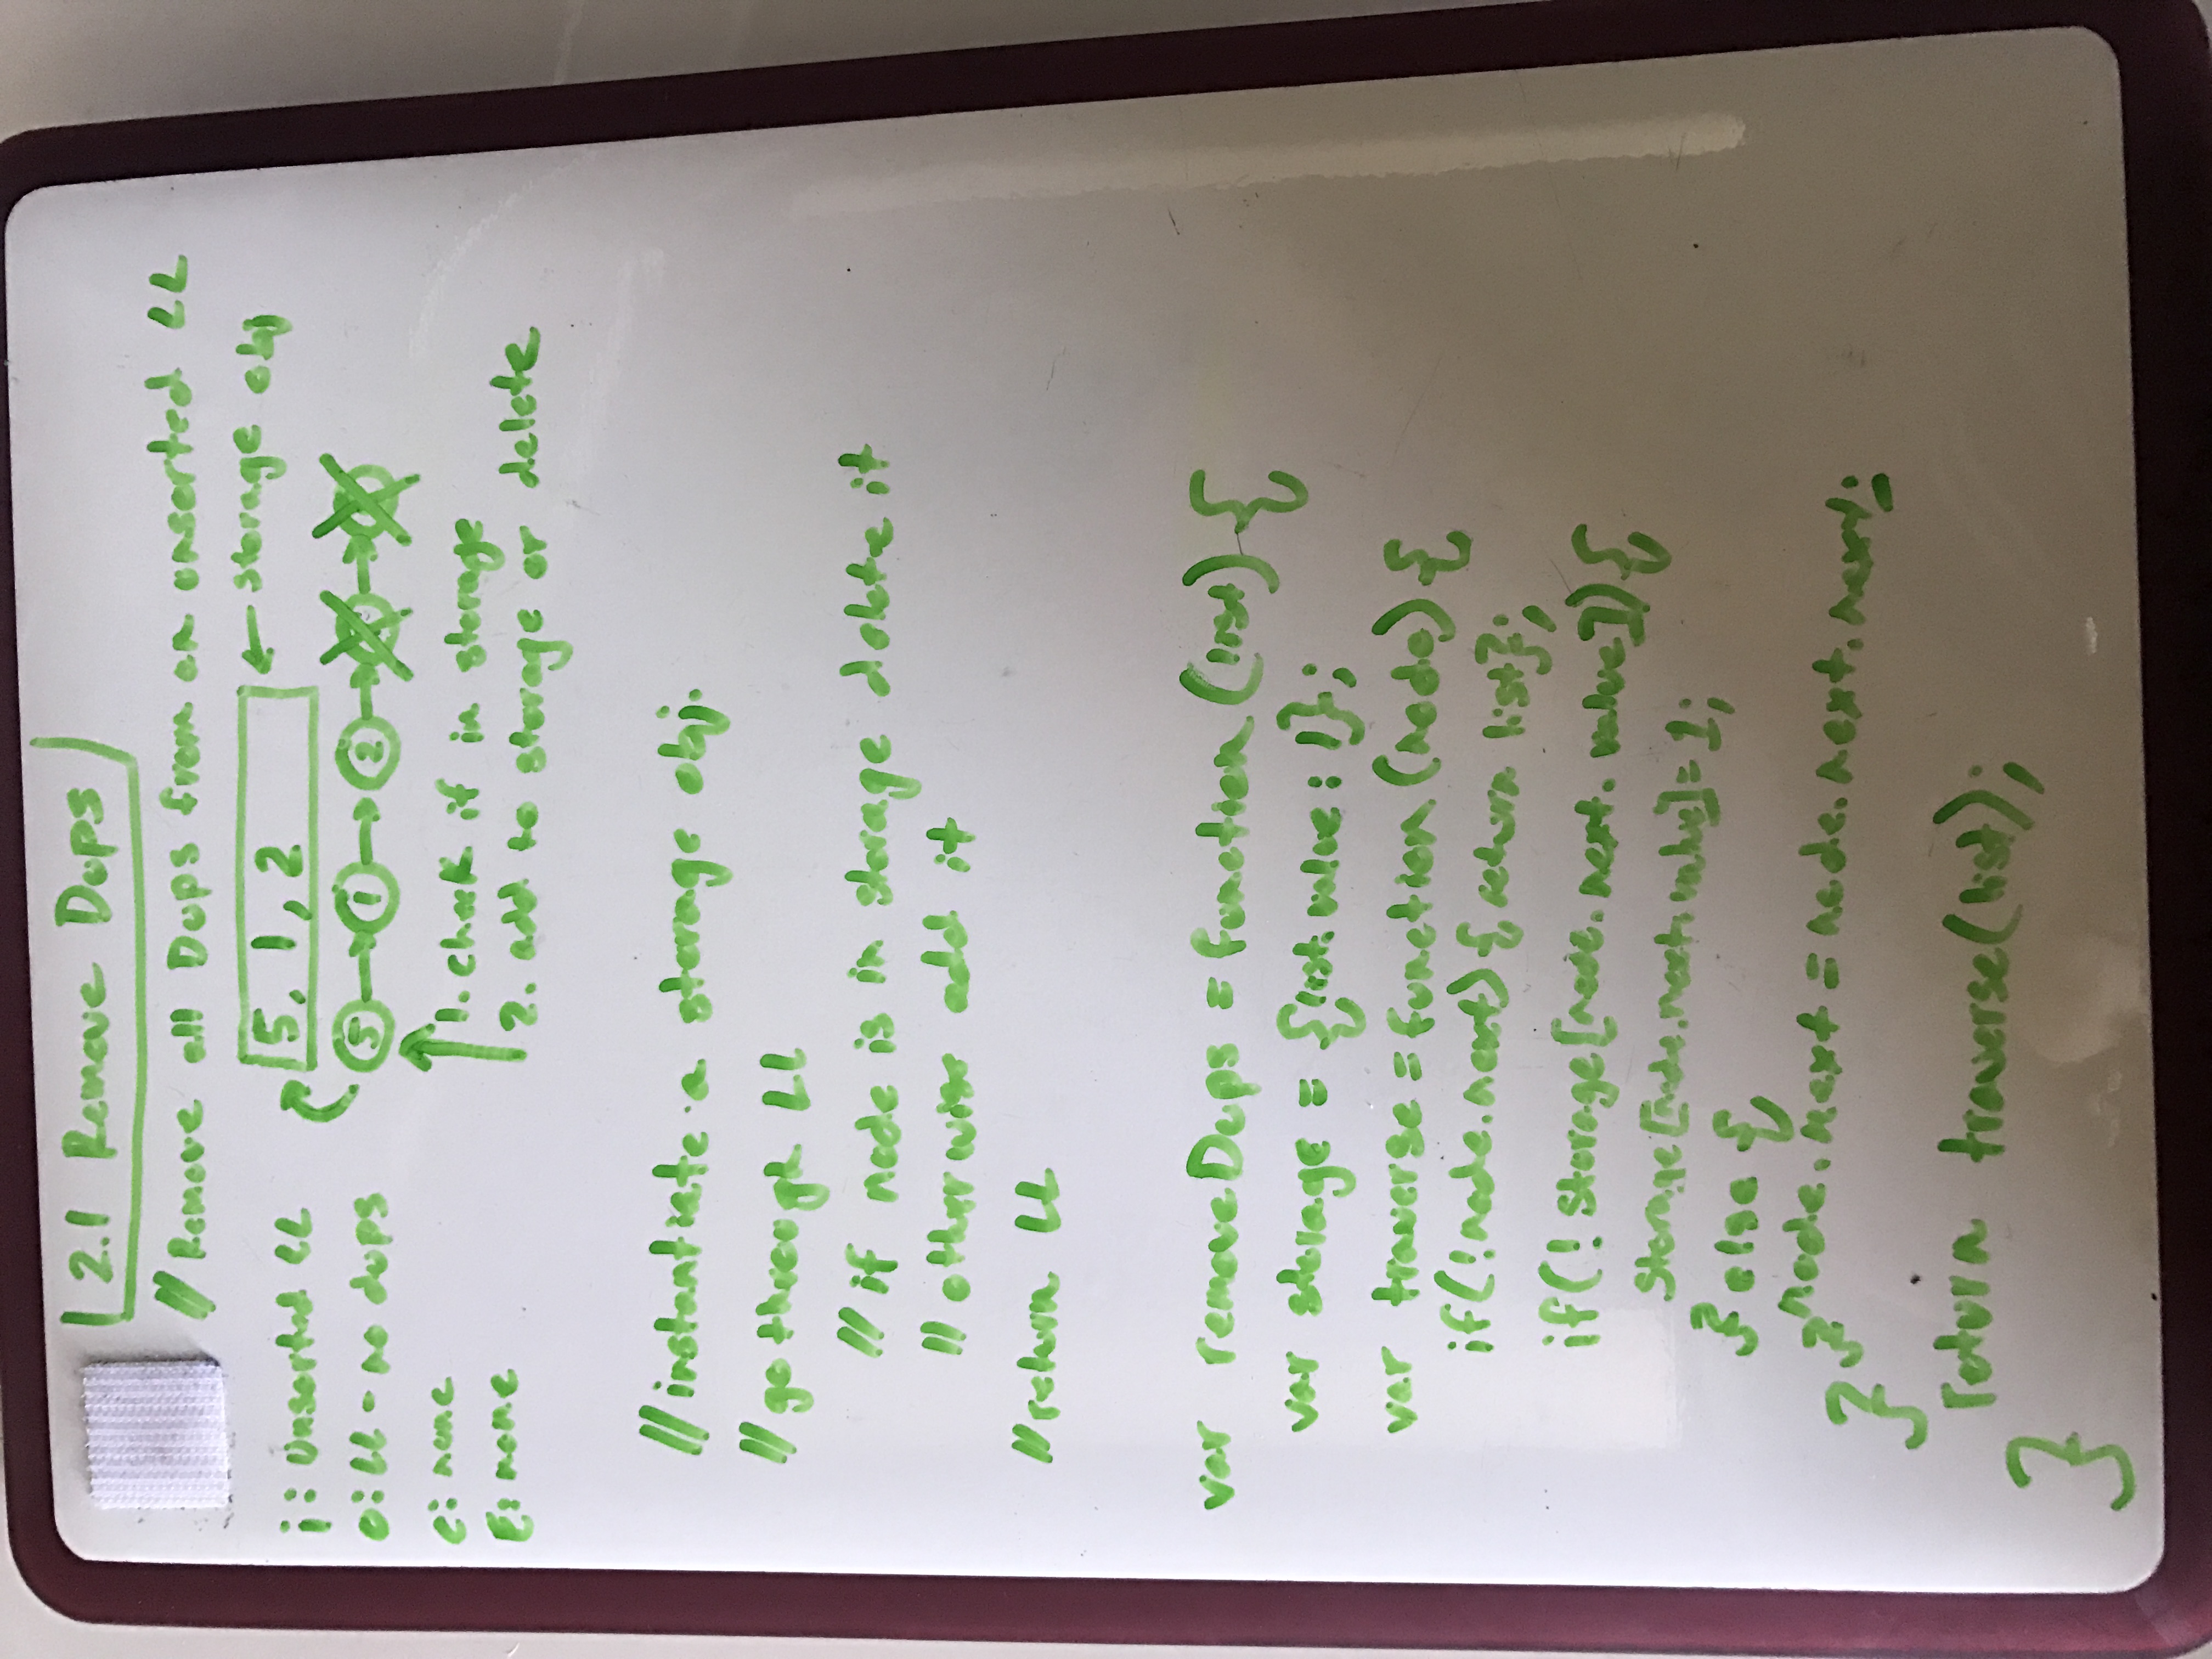 2.1 Remove Dups
// Remove all Dups from an unsorted LL
5, 1, 2 ← storage obj
i: Unsorted LL
o: LL - no dups
c: none
E: none
5 → 1 → 2 → →
1. check if in storage
2. add to storage or delete
// instantiate a storage obj.
// go through LL
// if node is in storage delete it
// otherwise add it
// return LL
var removeDups = function (list) {
var storage = {list.value: 1};
var traverse = function (node) {
if(!node.next) { return list};
if(! storage[node.next.value]) {
Storage[node.next.value] = 1;
} else {
node.next = node.next.next;
}
}
return traverse(list);
}